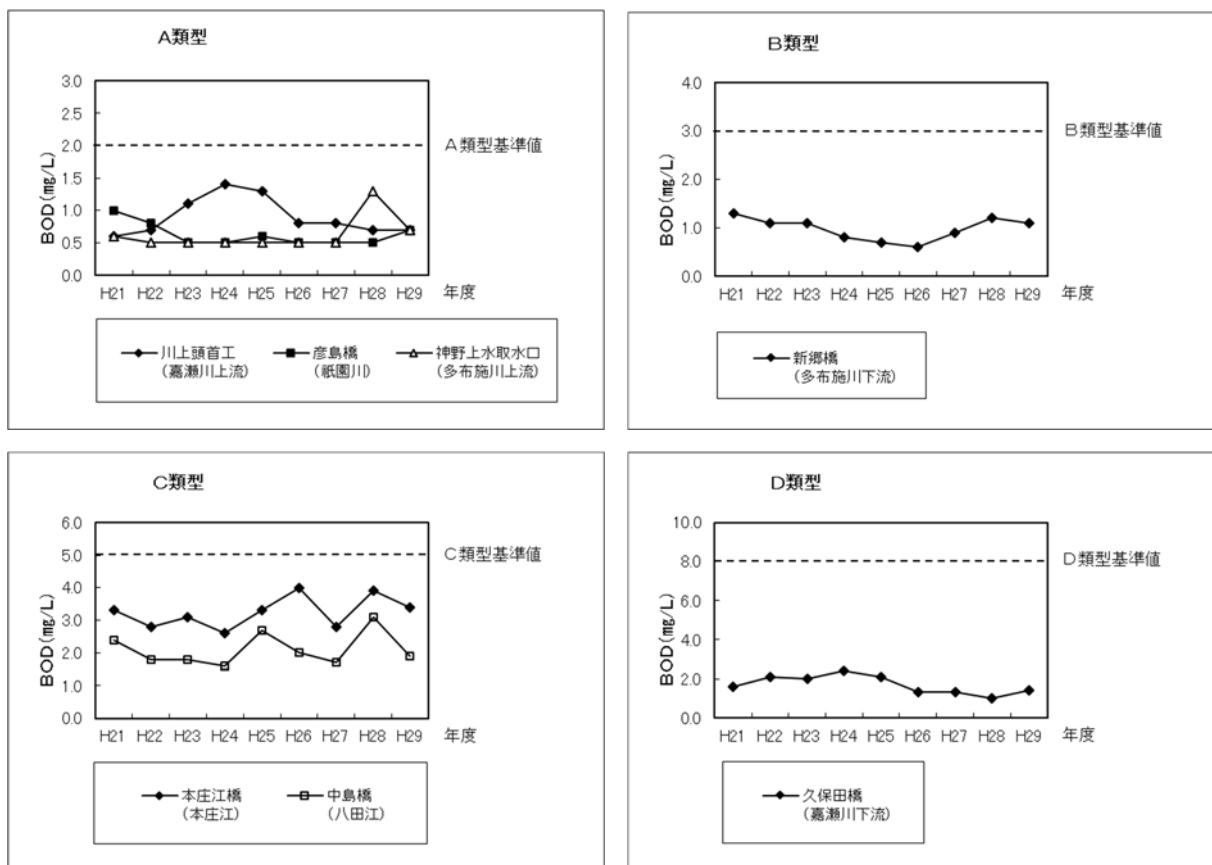 A類型
3.0
2.5
2.0
1.5
1.0
0.5
0.0
BOD(㎎/L)
A類型基準値
H21 H22 H23 H24 H25 H26 H27 H28 H29 年度
川上頭首工 彦島橋 神野上水取水口
(嘉瀬川上流) (祇園川) (多布施川上流)
B類型
4.0
3.0
2.0
1.0
0.0
BOD(㎎/L)
B類型基準値
H21 H22 H23 H24 H25 H26 H27 H28 H29 年度
新郷橋
(多布施川下流)
C類型
6.0
5.0
4.0
3.0
2.0
1.0
0.0
BOD(㎎/L)
C類型基準値
H21 H22 H23 H24 H25 H26 H27 H28 H29 年度
本庄江橋 中島橋
(本庄江) (八田江)
D類型
10.0
8.0
6.0
4.0
2.0
0.0
BOD(㎎/L)
D類型基準値
H21 H22 H23 H24 H25 H26 H27 H28 H29 年度
久保田橋
(嘉瀬川下流)